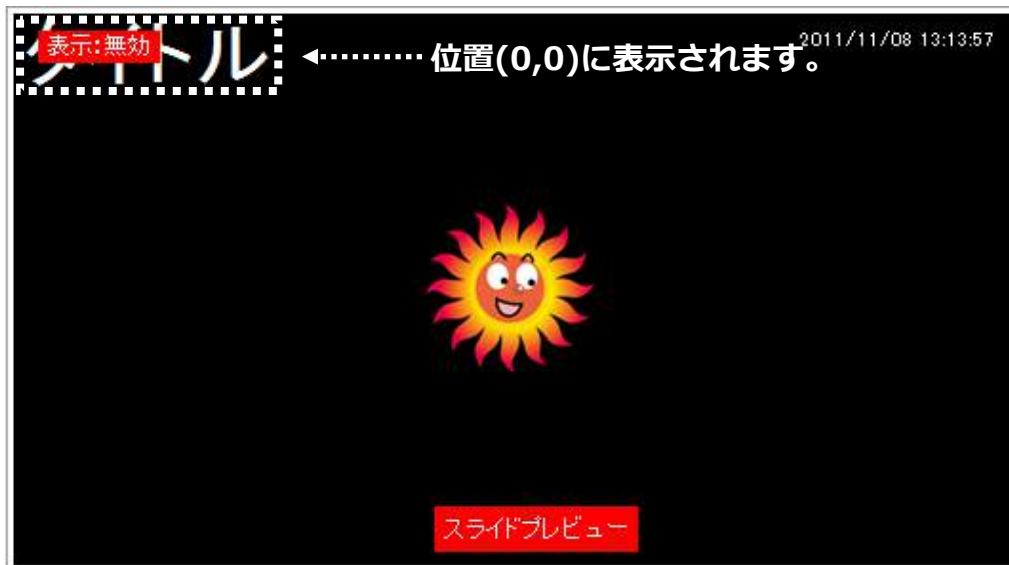 タイトル
表示:無効
位置(0,0)に表示されます。
2011/11/08 13:13:57
スライドプレビュー